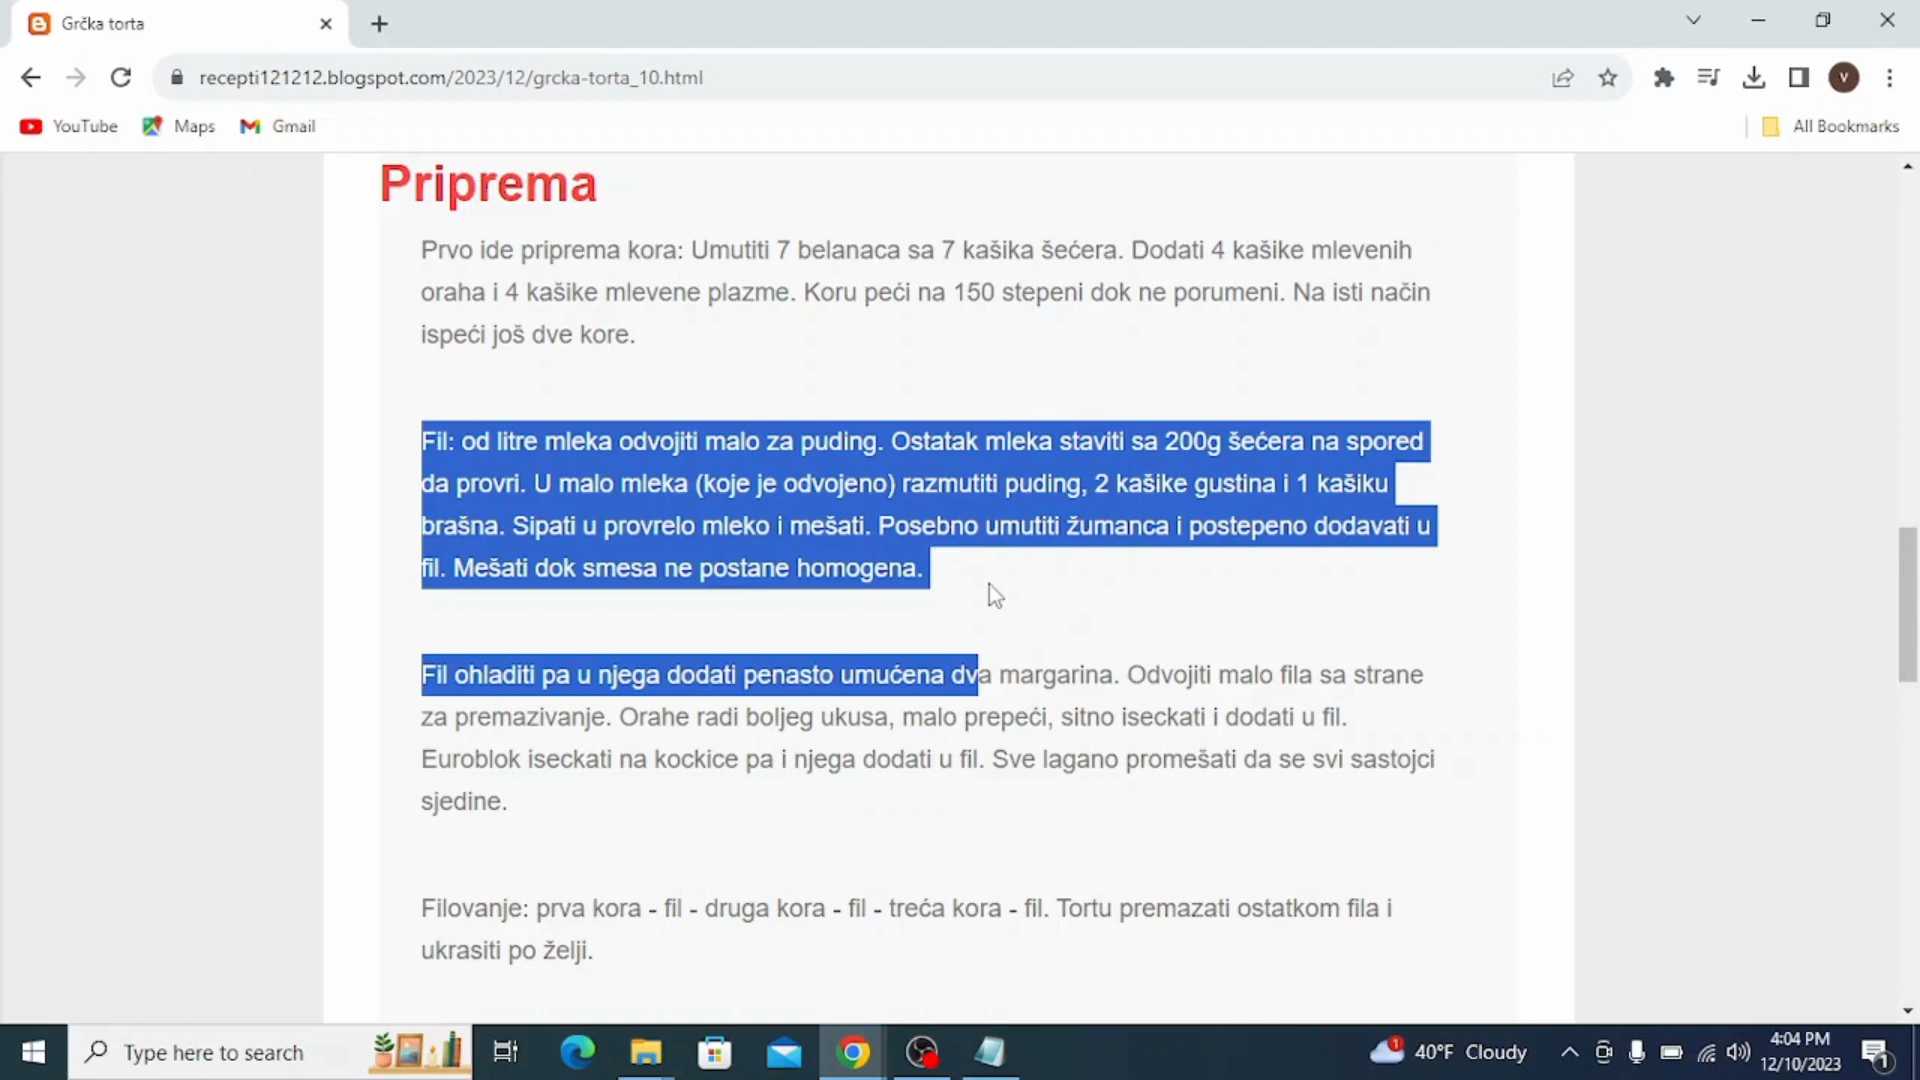 Grčka torta
recepti121212.blogspot.com/2023/12/grcka-torta_10.html
V
YouTube Maps Gmail All Bookmarks
Priprema
Prvo ide priprema kora: Umutiti 7 belanaca sa 7 kašika šećera. Dodati 4 kašike mlevenih
oraha i 4 kašike mlevene plazme. Koru peći na 150 stepeni dok ne porumeni. Na isti način
ispeći još dve kore.
Fil: od litre mleka odvojiti malo za puding. Ostatak mleka staviti sa 200g šećera na spored
da provri. U malo mleka (koje je odvojeno) razmutiti puding, 2 kašike gustina i 1 kašiku
brašna. Sipati u provrelo mleko i mešati. Posebno umutiti žumanca i postepeno dodavati u
fil. Mešati dok smesa ne postane homogena.
Fil ohladiti pa u njega dodati penasto umućena dva margarina. Odvojiti malo fila sa strane
za premazivanje. Orahe radi boljeg ukusa, malo prepeći, sitno iseckati i dodati u fil.
Euroblok iseckati na kockice pa i njega dodati u fil. Sve lagano promešati da se svi sastojci
sjedine.
Filovanje: prva kora - fil - druga kora - fil - treća kora - fil. Tortu premazati ostatkom fila i
ukrasiti po želji.
Type here to search
1
40°F Cloudy
4:04 PM
12/10/2023
1